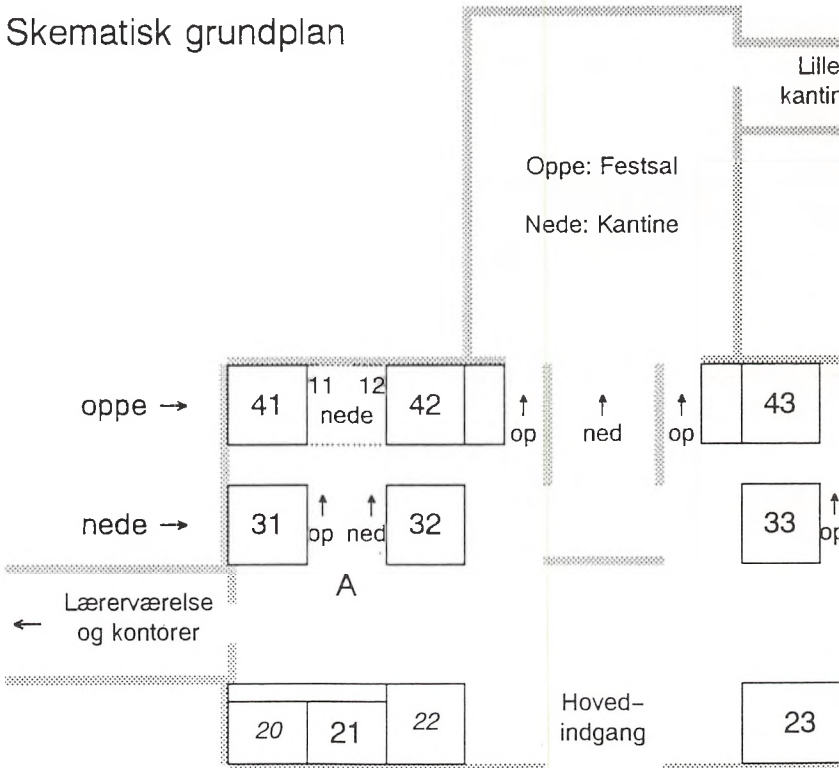 Skematisk grundplan
Lille
kantin
Oppe: Festsal
Nede: Kantine
oppe →
41
11 12
nede
42
↑
op
↑
ned
↑
op
43
nede →
31
↑
op
↑
ned
32
33
↑
op
A
← Lærerværelse
og kontorer
20
21
22
Hoved-
indgang
23